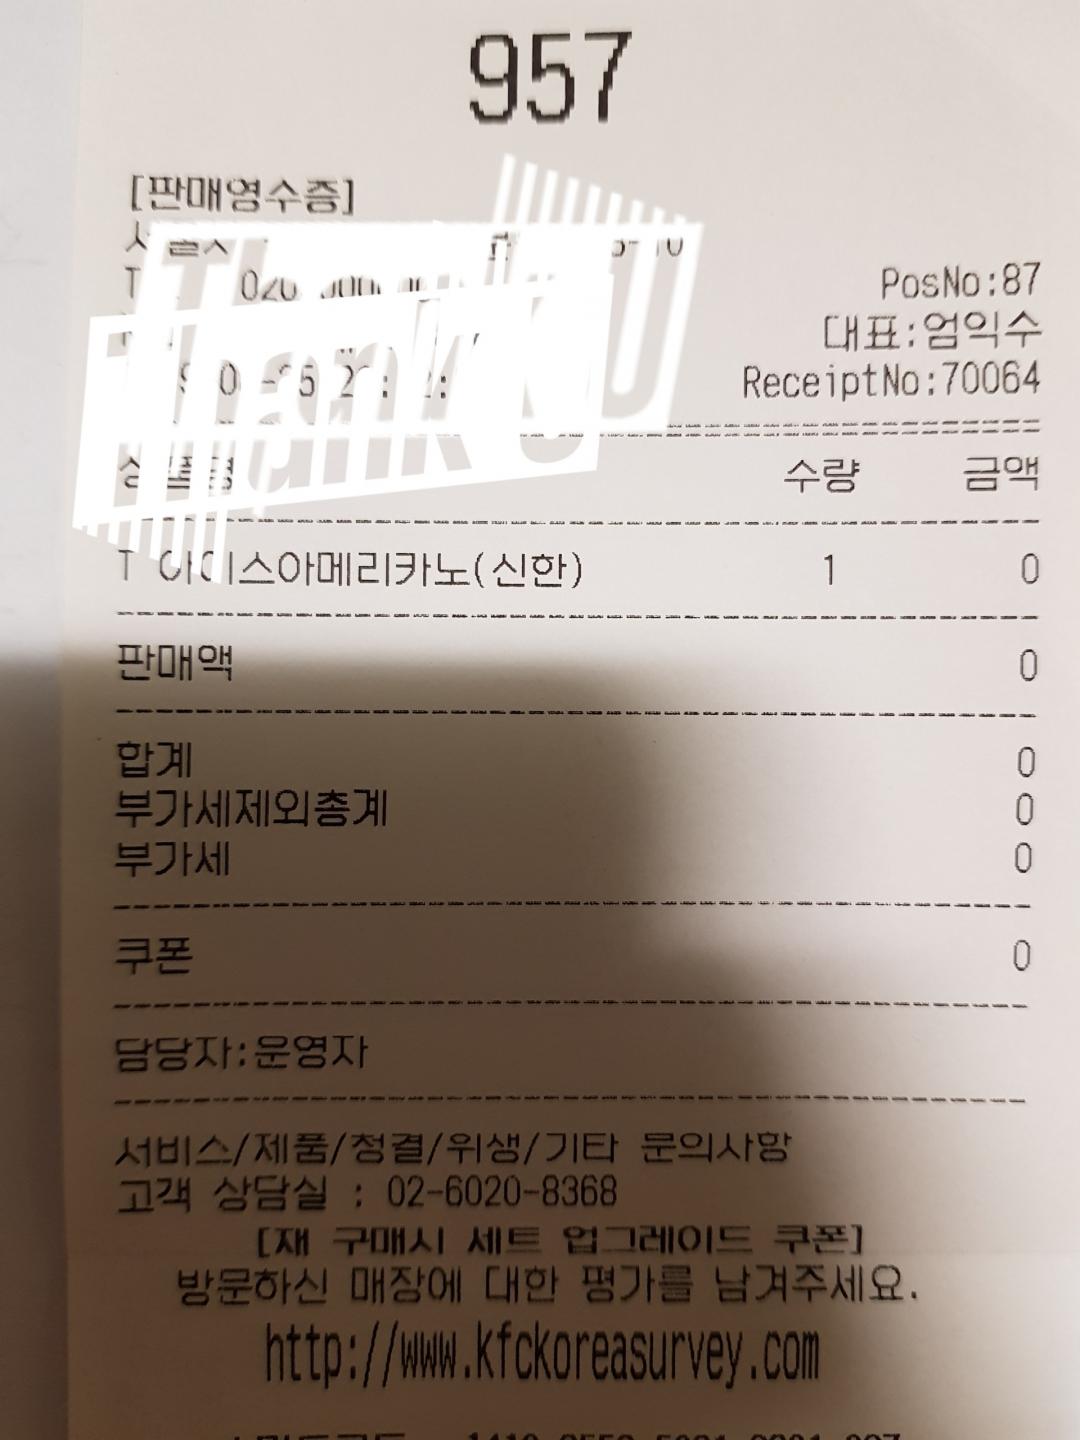 957
[판매영수증]
PosNo:87
대표:엄익수
ReceiptNo:70064
Thank U
Thank U
수량 금액
T 아이스아메리카노(신한) 1 0
판매액 0
합계 0
부가세제외총계 0
부가세 0
쿠폰 0
담당자:운영자
서비스/제품/청결/위생/기타 문의사항
고객 상담실 : 02-6020-8368
[재 구매시 세트 업그레이드 쿠폰]
방문하신 매장에 대한 평가를 남겨주세요.
http://www.kfckoreasurvey.com